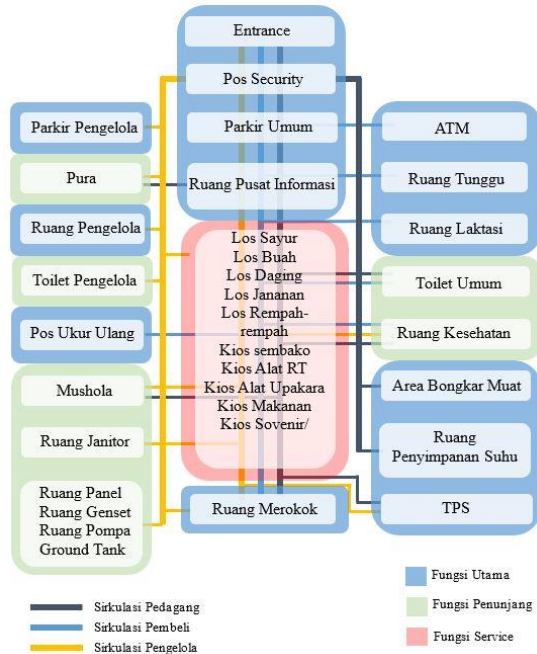 Entrance
Pos Security
Parkir Umum
Ruang Pusat Informasi
Parkir Pengelola
Pura
Ruang Pengelola
Toilet Pengelola
Pos Ukur Ulang
Mushola
Ruang Janitor
Ruang Panel
Ruang Genset
Ruang Pompa
Ground Tank
Los Sayur
Los Buah
Los Daging
Los Jananan
Los Rempah-
rempah
Kios sembako
Kios Alat RT
Kios Alat Upakara
Kios Makanan
Kios Sovenir/
Ruang Merokok
ATM
Ruang Tunggu
Ruang Laktasi
Toilet Umum
Ruang Kesehatan
Area Bongkar Muat
Ruang
Penyimpanan Suhu
TPS
Sirkulasi Pedagang
Sirkulasi Pembeli
Sirkulasi Pengelola
Fungsi Utama
Fungsi Penunjang
Fungsi Service